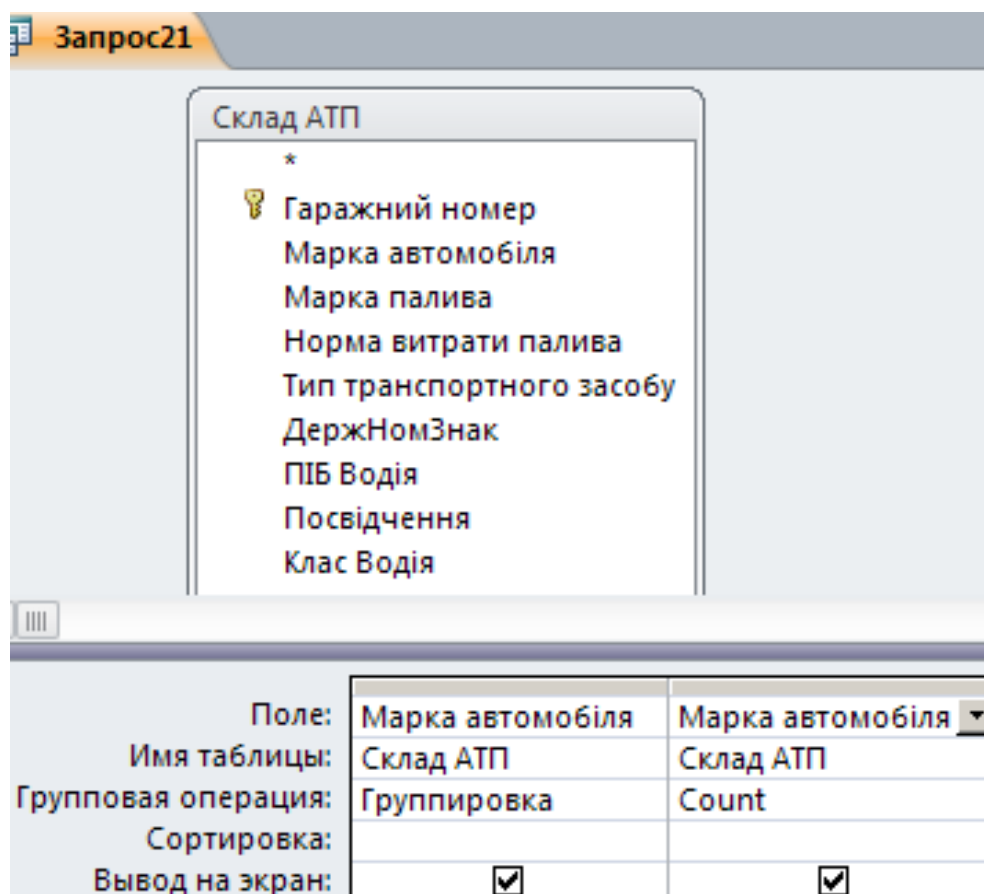 Запрос21
Склад АТП
*
Гаражний номер
Марка автомобіля
Марка палива
Норма витрати палива
Тип транспортного засобу
ДержНомЗнак
ПІБ Водія
Посвідчення
Клас Водія
Поле: Марка автомобіля Марка автомобіля
Имя таблицы: Склад АТП Склад АТП
Групповая операция: Группировка Count
Сортировка:
Вывод на экран: